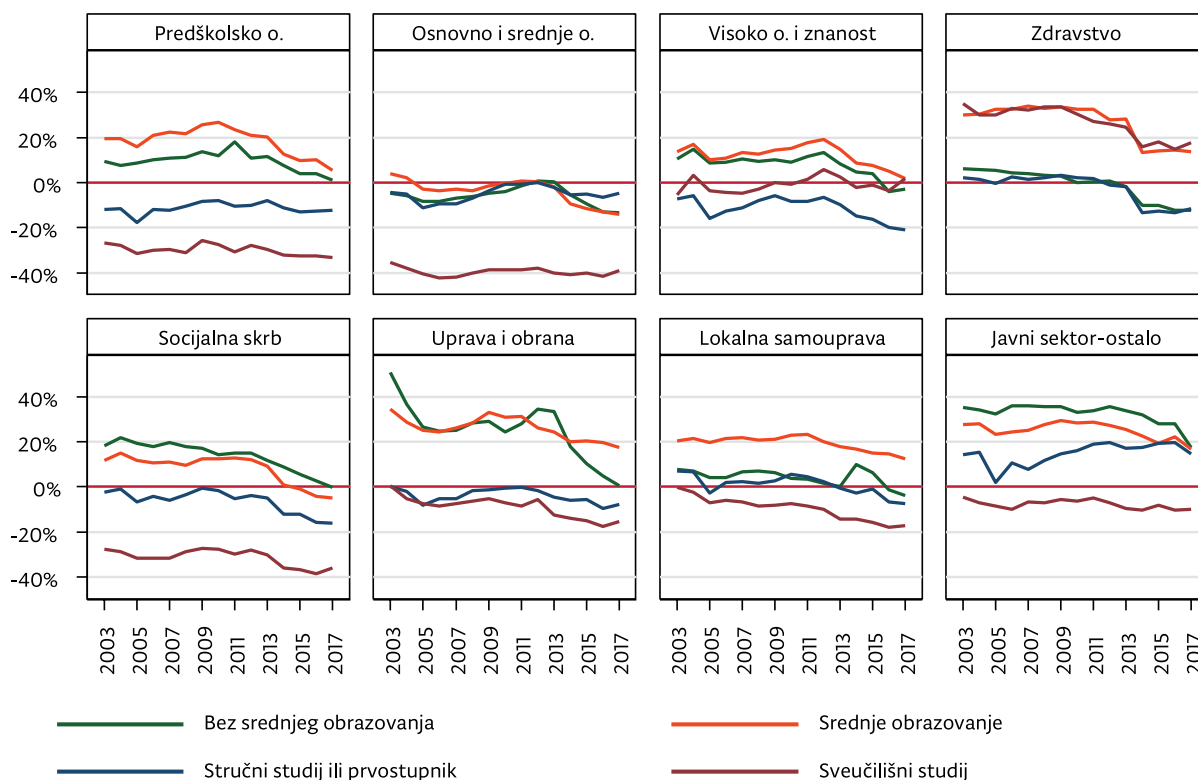 Predškolsko o.
Osnovno i srednje o.
Visoko o. i znanost
Zdravstvo
40%
20%
0%
-20%
-40%
Socijalna skrb
Uprava i obrana
Lokalna samouprava
Javni sektor-ostalo
40%
20%
0%
-20%
-40%
2003 2005 2007 2009 2011 2013 2015 2017
2003 2005 2007 2009 2011 2013 2015 2017
2003 2005 2007 2009 2011 2013 2015 2017
2003 2005 2007 2009 2011 2013 2015 2017
Bez srednjeg obrazovanja
Srednje obrazovanje
Stručni studij ili prvostupnik
Sveučilišni studij